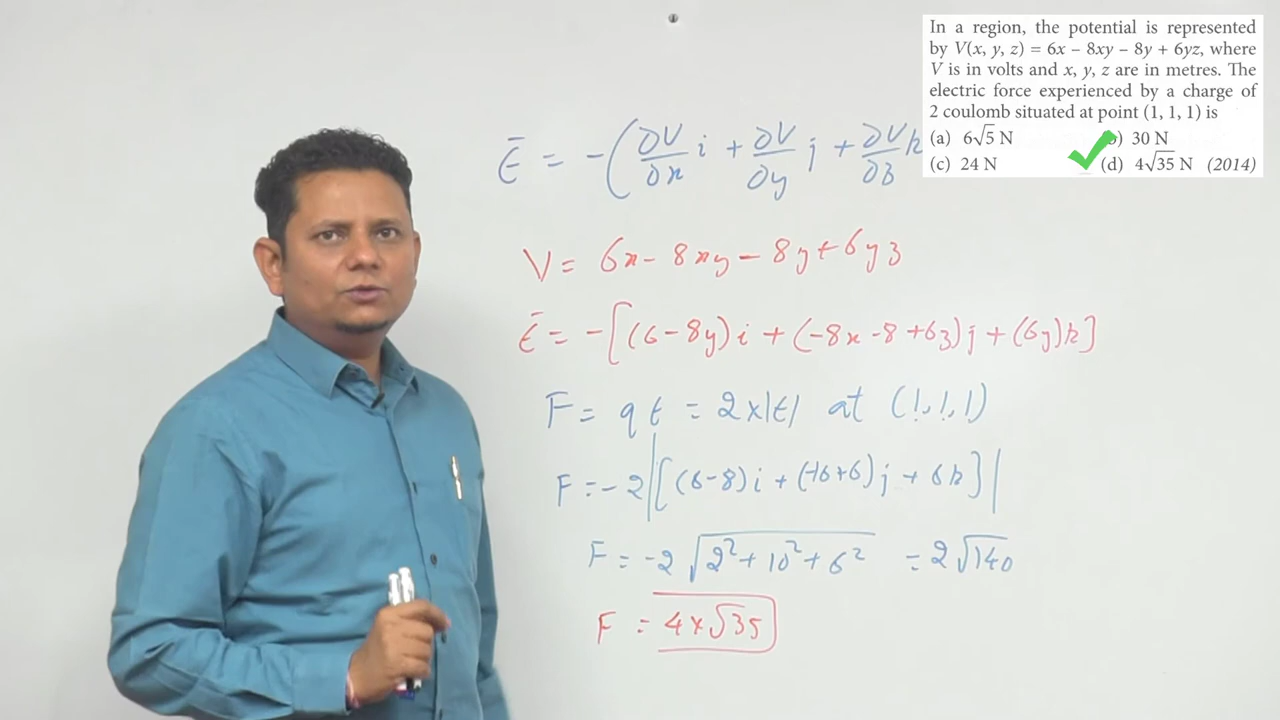 In a region, the potential is represented
by V(x, y, z) = 6x – 8xy – 8y + 6yz, where
V is in volts and x, y, z are in metres. The
electric force experienced by a charge of
2 coulomb situated at point (1, 1, 1) is
(a) 6√5 N ) 30 N
(c) 24 N (d) 4√35 N (2014)
Ē = -(∂V/∂x i + ∂V/∂y j + ∂V/∂z k
V = 6x - 8xy - 8y + 6yz
Ē = -[(6-8y)i + (-8x-8+6z)j + (6y)k]
F = qE = 2x|E| at (1,1,1)
F = -2|[(6-8)i + (-16+6)j + 6k]|
F = -2 √2²+10²+6² = 2√140
F = 4x√35